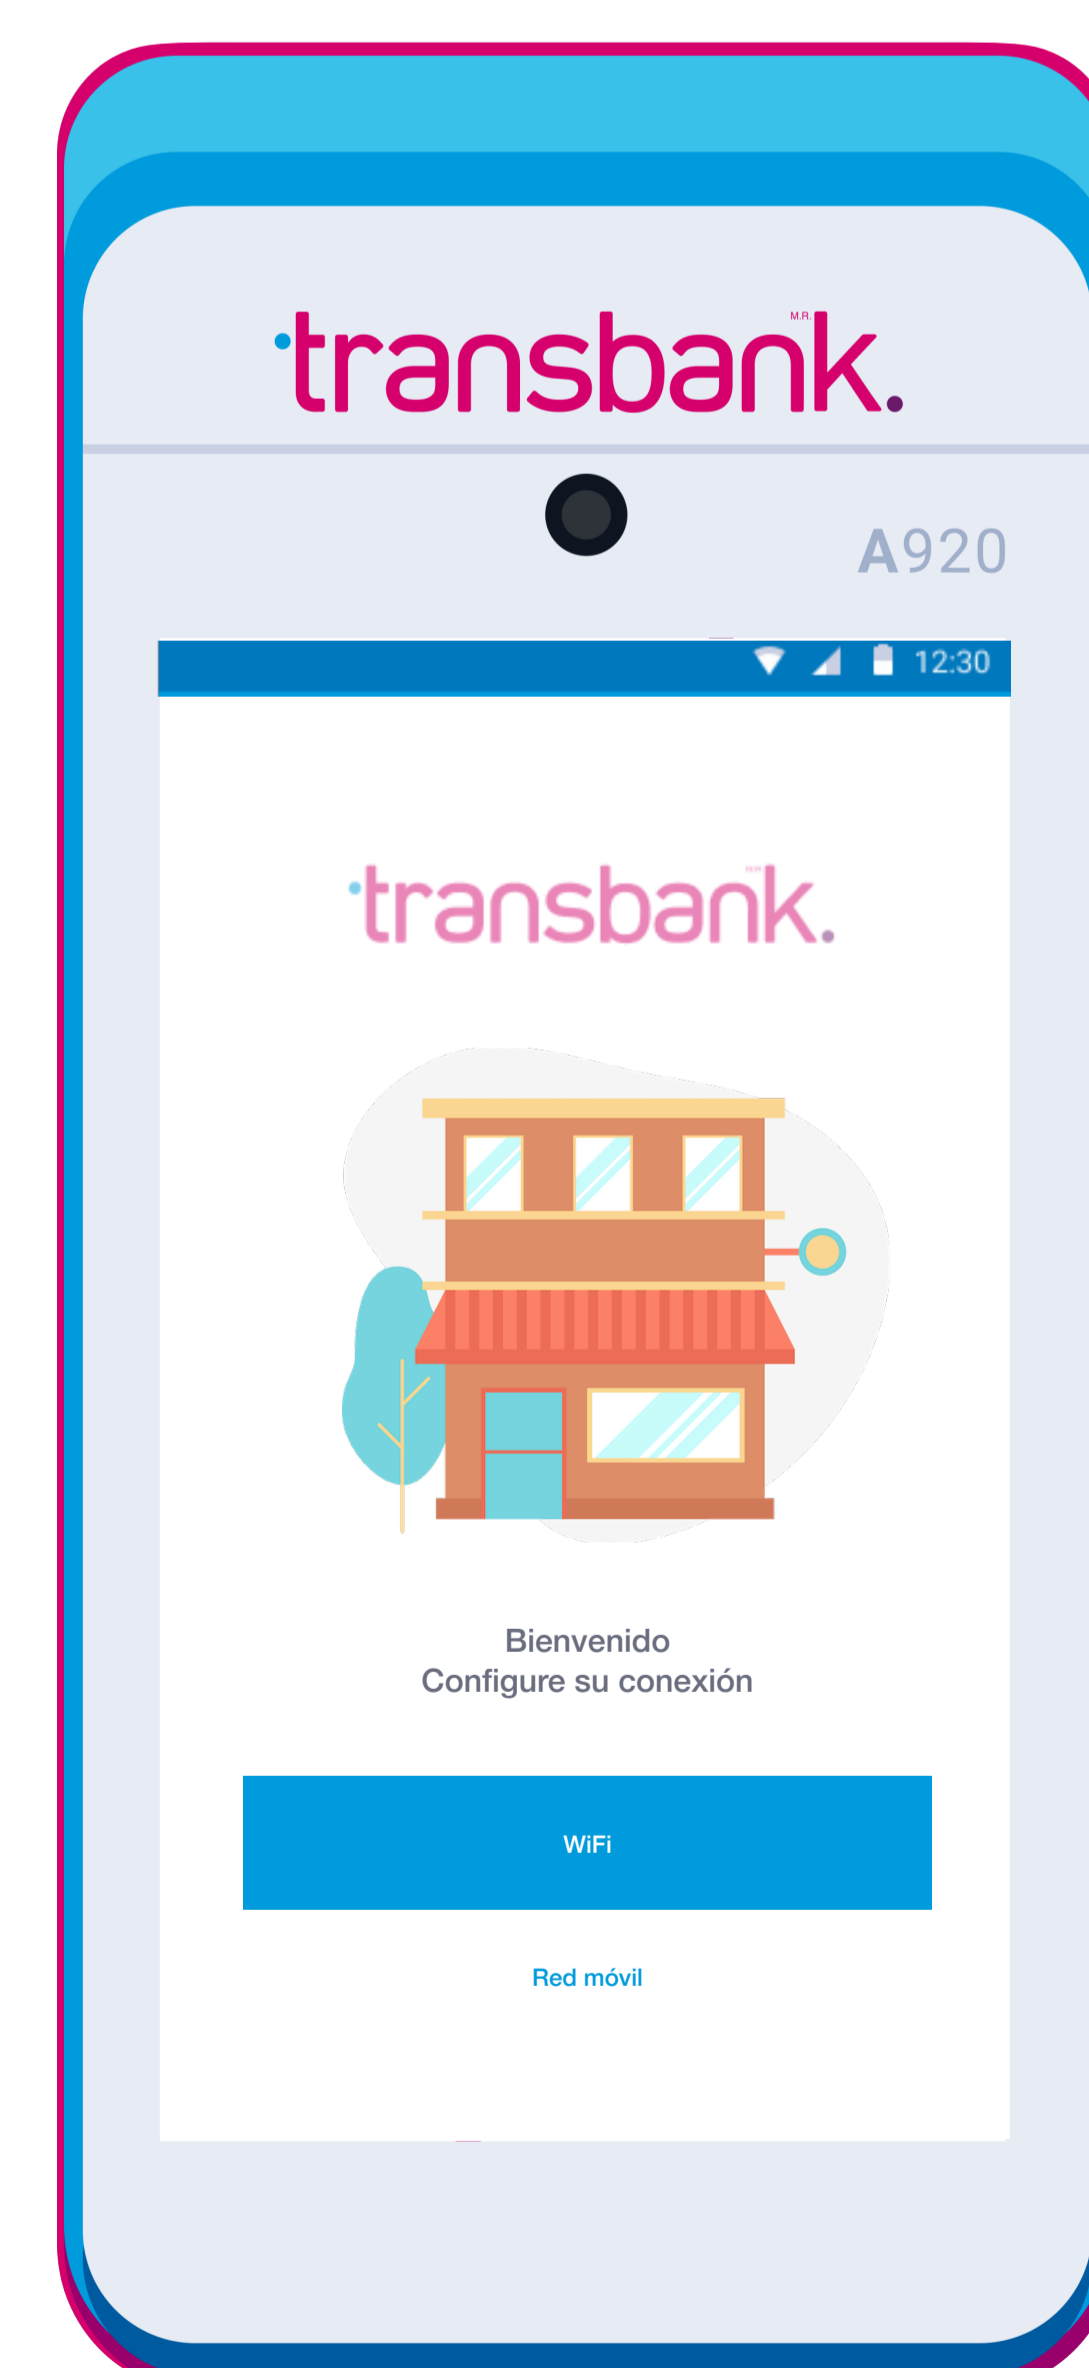 transbank.
M.R.
A920
12:30
transbank.
Bienvenido
Configure su conexión
WiFi
Red móvil